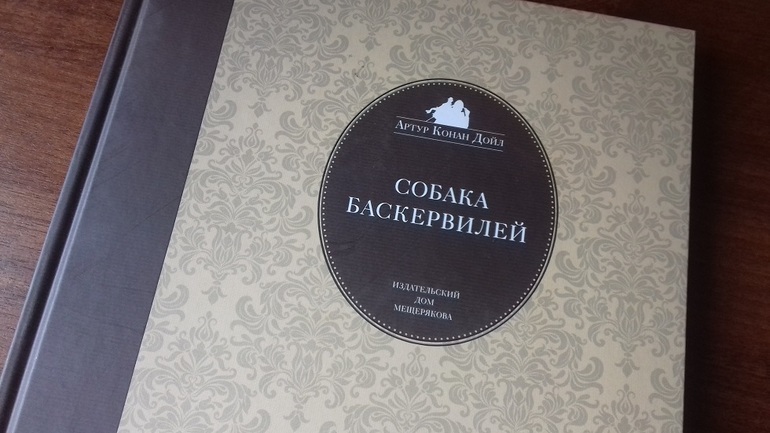 Артур Конан Дойл
СОБАКА
БАСКЕРВИЛЕЙ
ИЗДАТЕЛЬСКИЙ
ДОМ
МЕЩЕРЯКОВА